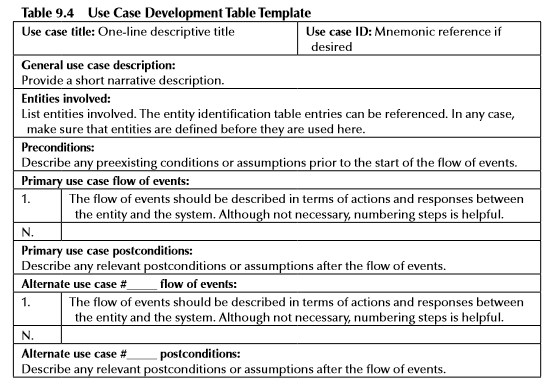 Table 9.4 Use Case Development Table Template
Use case title: One-line descriptive title
Use case ID: Mnemonic reference if
desired
General use case description:
Provide a short narrative description.
Entities involved:
List entities involved. The entity identification table entries can be referenced. In any case,
make sure that entities are defined before they are used here.
Preconditions:
Describe any preexisting conditions or assumptions prior to the start of the flow of events.
Primary use case flow of events:
1. The flow of events should be described in terms of actions and responses between
the entity and the system. Although not necessary, numbering steps is helpful.
N.
Primary use case postconditions:
Describe any relevant postconditions or assumptions after the flow of events.
Alternate use case #_____ flow of events:
1. The flow of events should be described in terms of actions and responses between
the entity and the system. Although not necessary, numbering steps is helpful.
N.
Alternate use case #_____ postconditions:
Describe any relevant postconditions or assumptions after the flow of events.